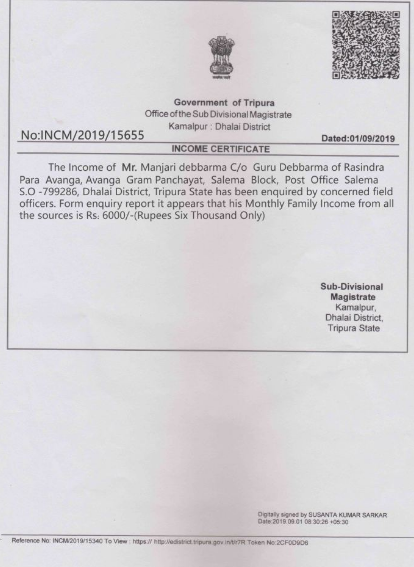 Government of Tripura
Office of the Sub Divisional Magistrate
Kamalpur : Dhalai District
No:INCM/2019/15655
Dated:01/09/2019
INCOME CERTIFICATE
The Income of Mr. Manjari debbarma C/o Guru Debbarma of Rasindra
Para Avanga, Avanga Gram Panchayat, Salema Block, Post Office Salema
S.O -799286, Dhalai District, Tripura State has been enquired by concerned field
officers. Form enquiry report it appears that his Monthly Family Income from all
the sources is Rs: 6000/-(Rupees Six Thousand Only)
Sub-Divisional
Magistrate
Kamalpur,
Dhalai District,
Tripura State
Digitally signed by SUSANTA KUMAR SARKAR
Date:2019.09.01 08:30:26 +05:30
Reference No: INCM/2019/15340 To View : https:// http://edistrict.tripura.gov.in/t/r7R Token No:2CF0D9D6